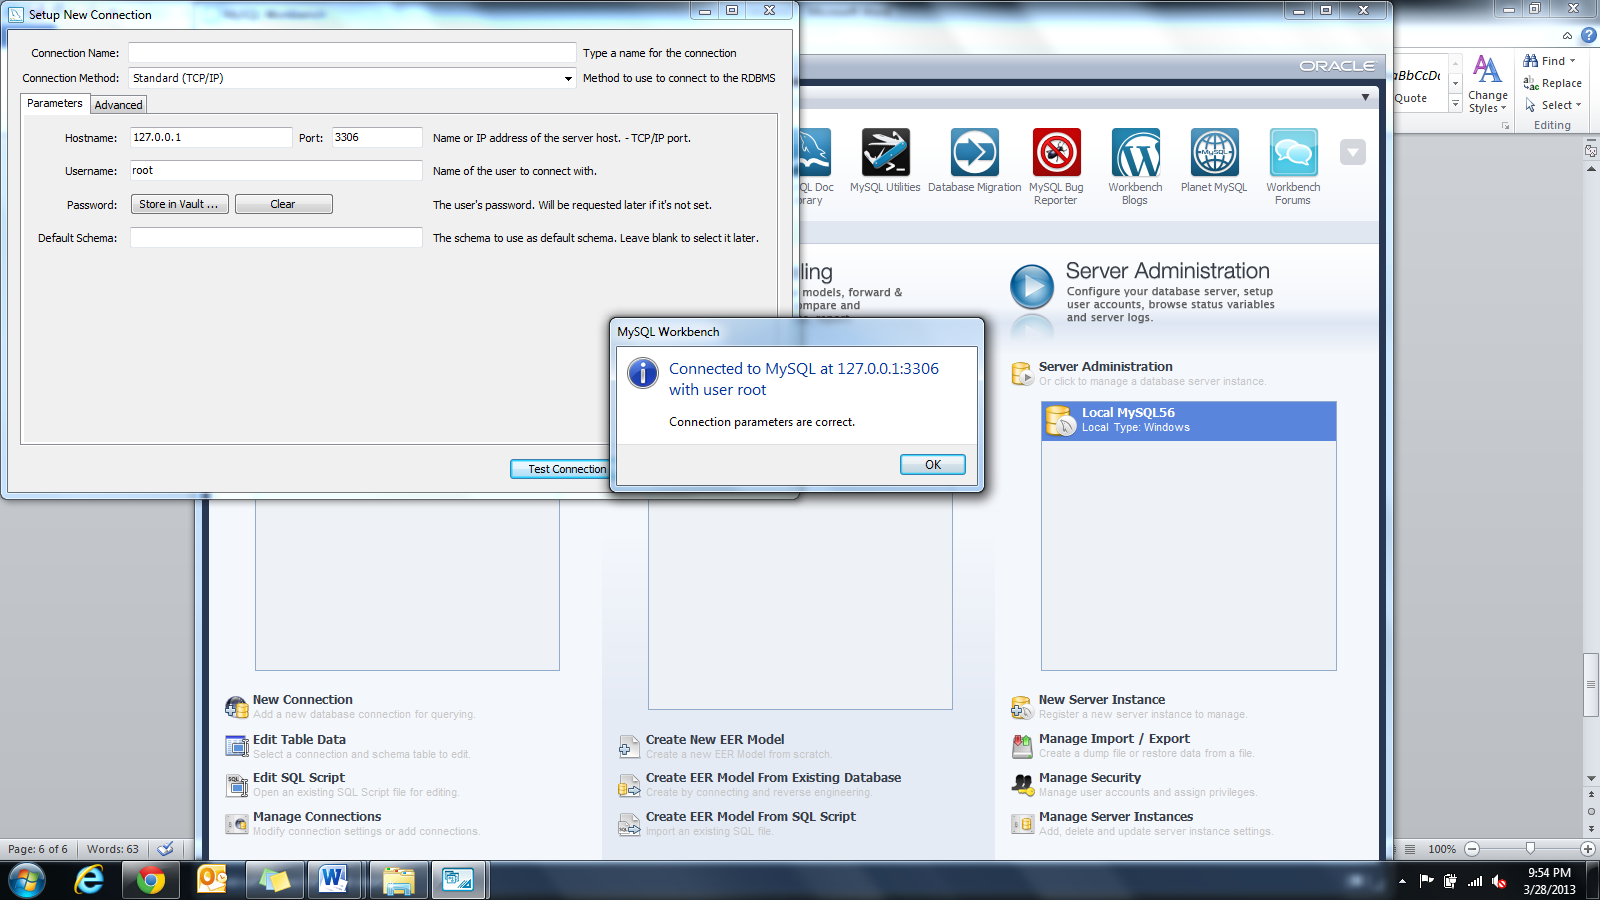 Setup New Connection
Connection Name:
Type a name for the connection
Connection Method:
Standard (TCP/IP)
Method to use to connect to the RDBMS
Parameters
Advanced
Hostname:
127.0.0.1
Port:
3306
Name or IP address of the server host. - TCP/IP port.
Username:
root
Name of the user to connect with.
Password:
Store in Vault ...
Clear
The user's password. Will be requested later if it's not set.
Default Schema:
The schema to use as default schema. Leave blank to select it later.
Test Connection
MySQL Workbench
Connected to MySQL at 127.0.0.1:3306
with user root
Connection parameters are correct.
OK
MySQL Workbench
ORACLE
QL Doc
rary
MySQL Utilities
Database Migration
MySQL Bug
Reporter
Workbench
Blogs
MySQL
Planet MySQL
Workbench
Forums
ling
models, forward &
ompare and
Server Administration
Configure your database server, setup
user accounts, browse status variables
and server logs.
Server Administration
Or click to manage a database server instance.
Local MySQL56
Local Type: Windows
New Connection
Add a new database connection for querying.
Edit Table Data
Select a connection and schema table to edit.
Edit SQL Script
Open an existing SQL Script file for editing.
Manage Connections
Modify connection settings or add connections.
Create New EER Model
Create a new EER Model from scratch.
Create EER Model From Existing Database
Create by connecting and reverse engineering.
Create EER Model From SQL Script
Import an existing SQL file.
New Server Instance
Register a new server instance to manage.
Manage Import / Export
Create a dump file or restore data from a file.
Manage Security
Manage user accounts and assign privileges.
Manage Server Instances
Add, delete and update server instance settings.
aBbCcDc
Quote
Change
Styles
Find
Replace
Select
Editing
Page: 6 of 6
Words: 63
100%
9:54 PM
3/28/2013